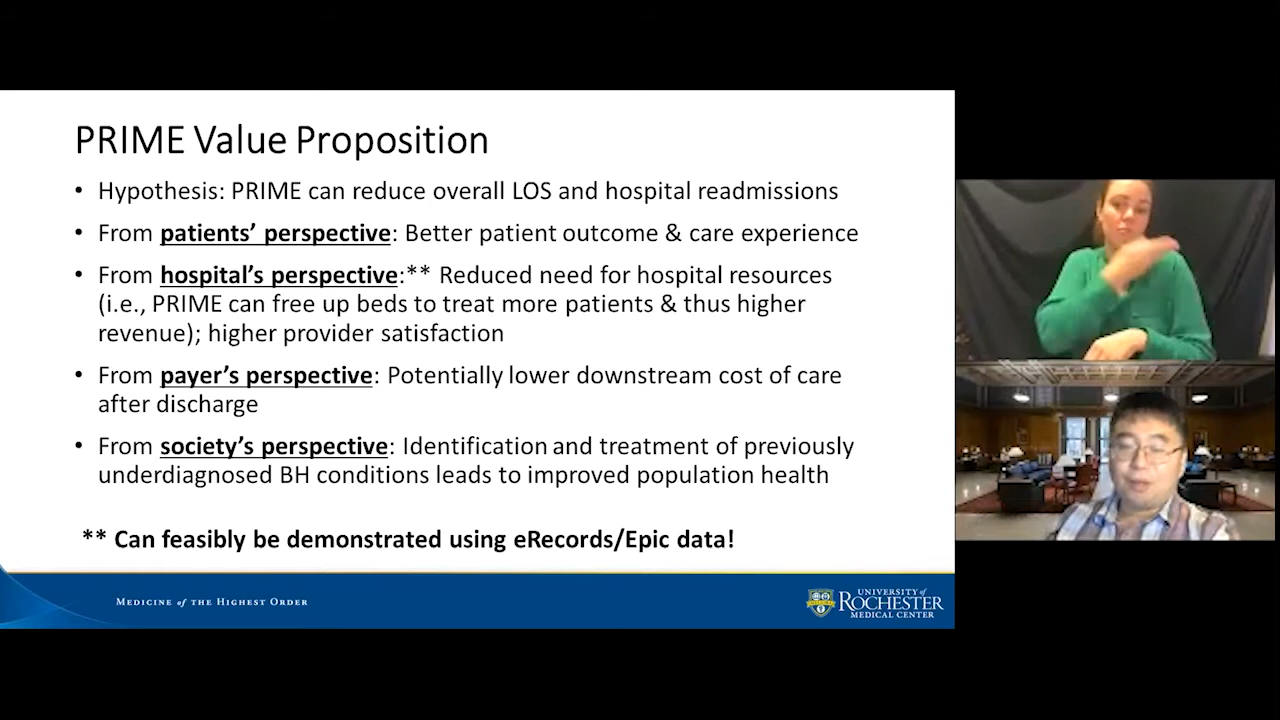 PRIME Value Proposition
• Hypothesis: PRIME can reduce overall LOS and hospital readmissions
• From patients’ perspective: Better patient outcome & care experience
• From hospital’s perspective:** Reduced need for hospital resources
(i.e., PRIME can free up beds to treat more patients & thus higher
revenue); higher provider satisfaction
• From payer’s perspective: Potentially lower downstream cost of care
after discharge
• From society’s perspective: Identification and treatment of previously
underdiagnosed BH conditions leads to improved population health
** Can feasibly be demonstrated using eRecords/Epic data!
MEDICINE of THE HIGHEST ORDER
UNIVERSITY of
ROCHESTER
MEDICAL CENTER